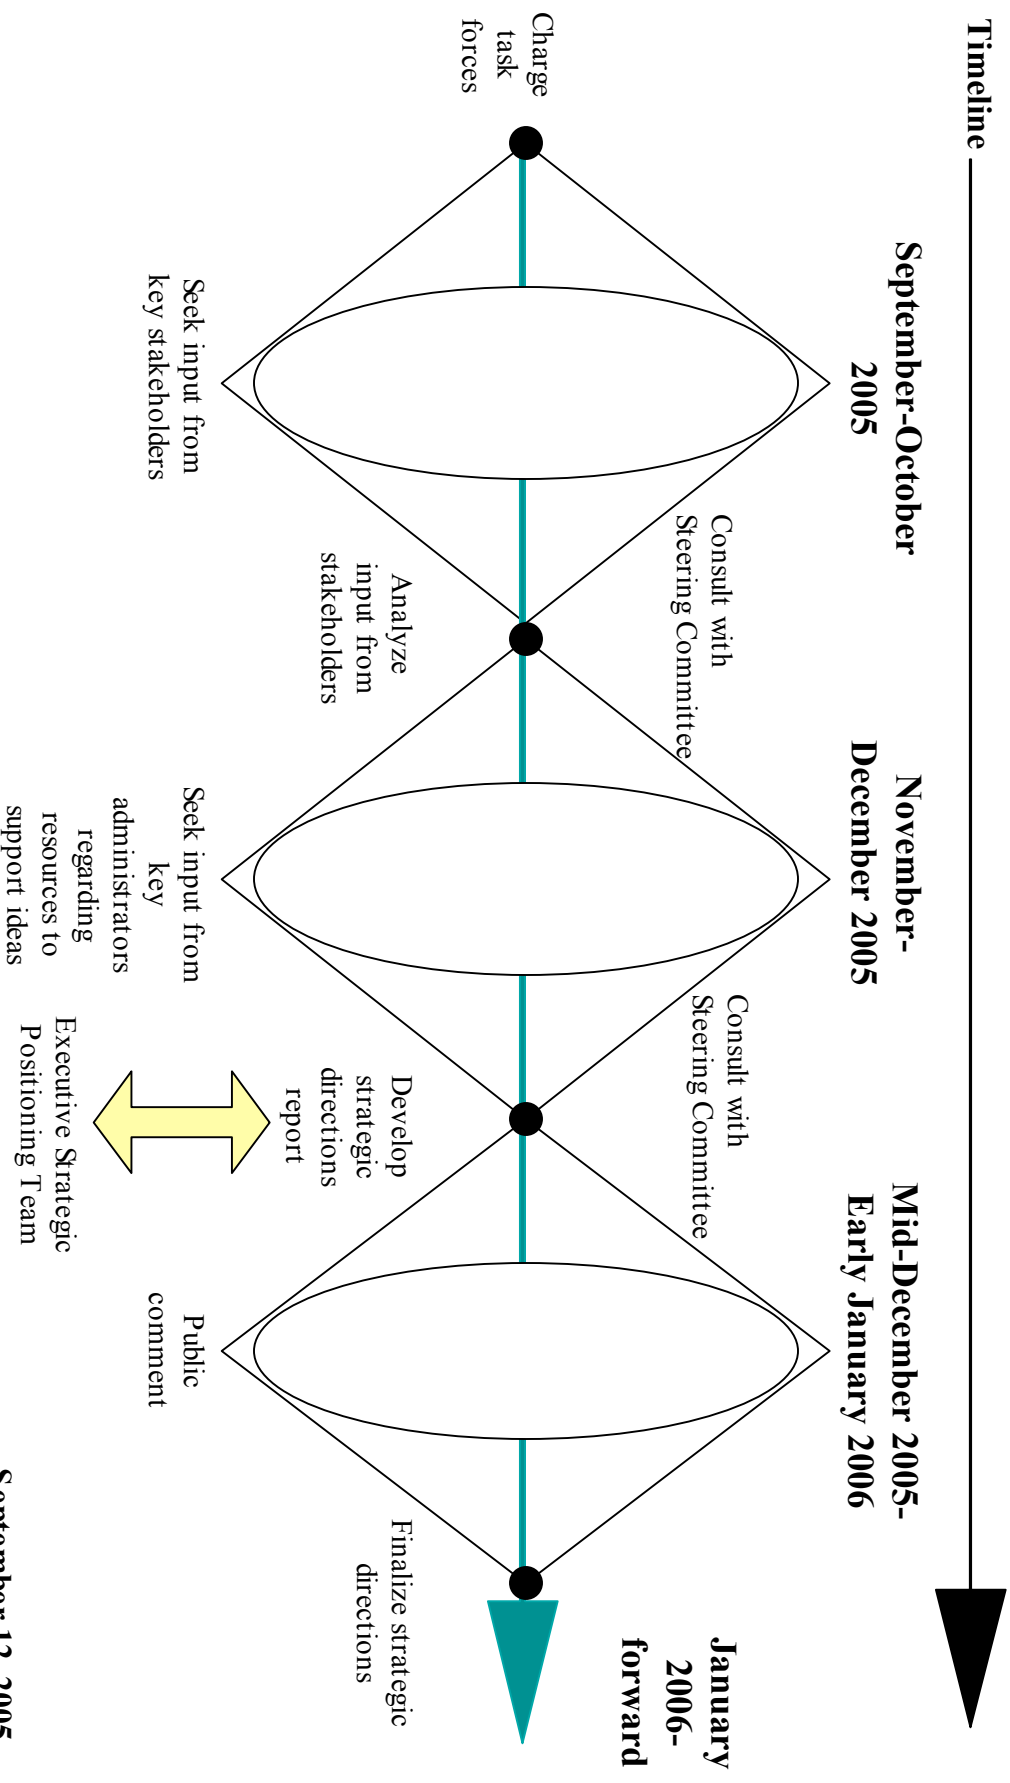 Timeline
September-October
2005
November-
December 2005
Mid-December 2005-
Early January 2006
January
2006-
forward
Consult with
Steering Committee
Consult with
Steering Committee
Charge
task
forces
Analyze
input from
stakeholders
Develop
strategic
directions
report
Finalize strategic
directions
Seek input from
key stakeholders
Seek input from
key
administrators
regarding
resources to
support ideas
Public
comment
Executive Strategic
Positioning Team
September 12, 2005